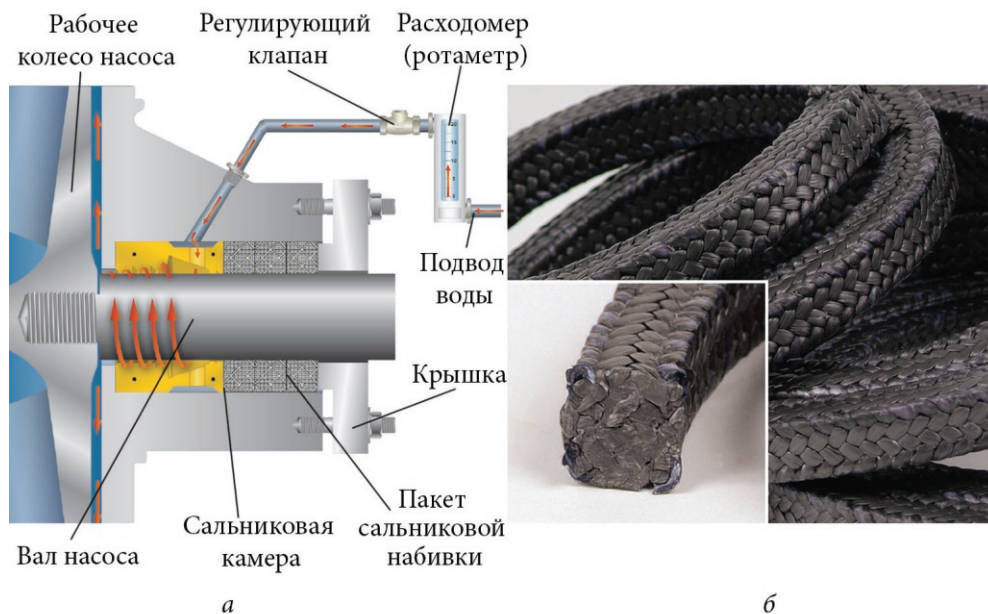 Рабочее
колесо насоса
Регулирующий
клапан
Расходомер
(ротаметр)
Подвод
воды
Крышка
Пакет
сальниковой
набивки
Сальниковая
камера
Вал насоса
а
б